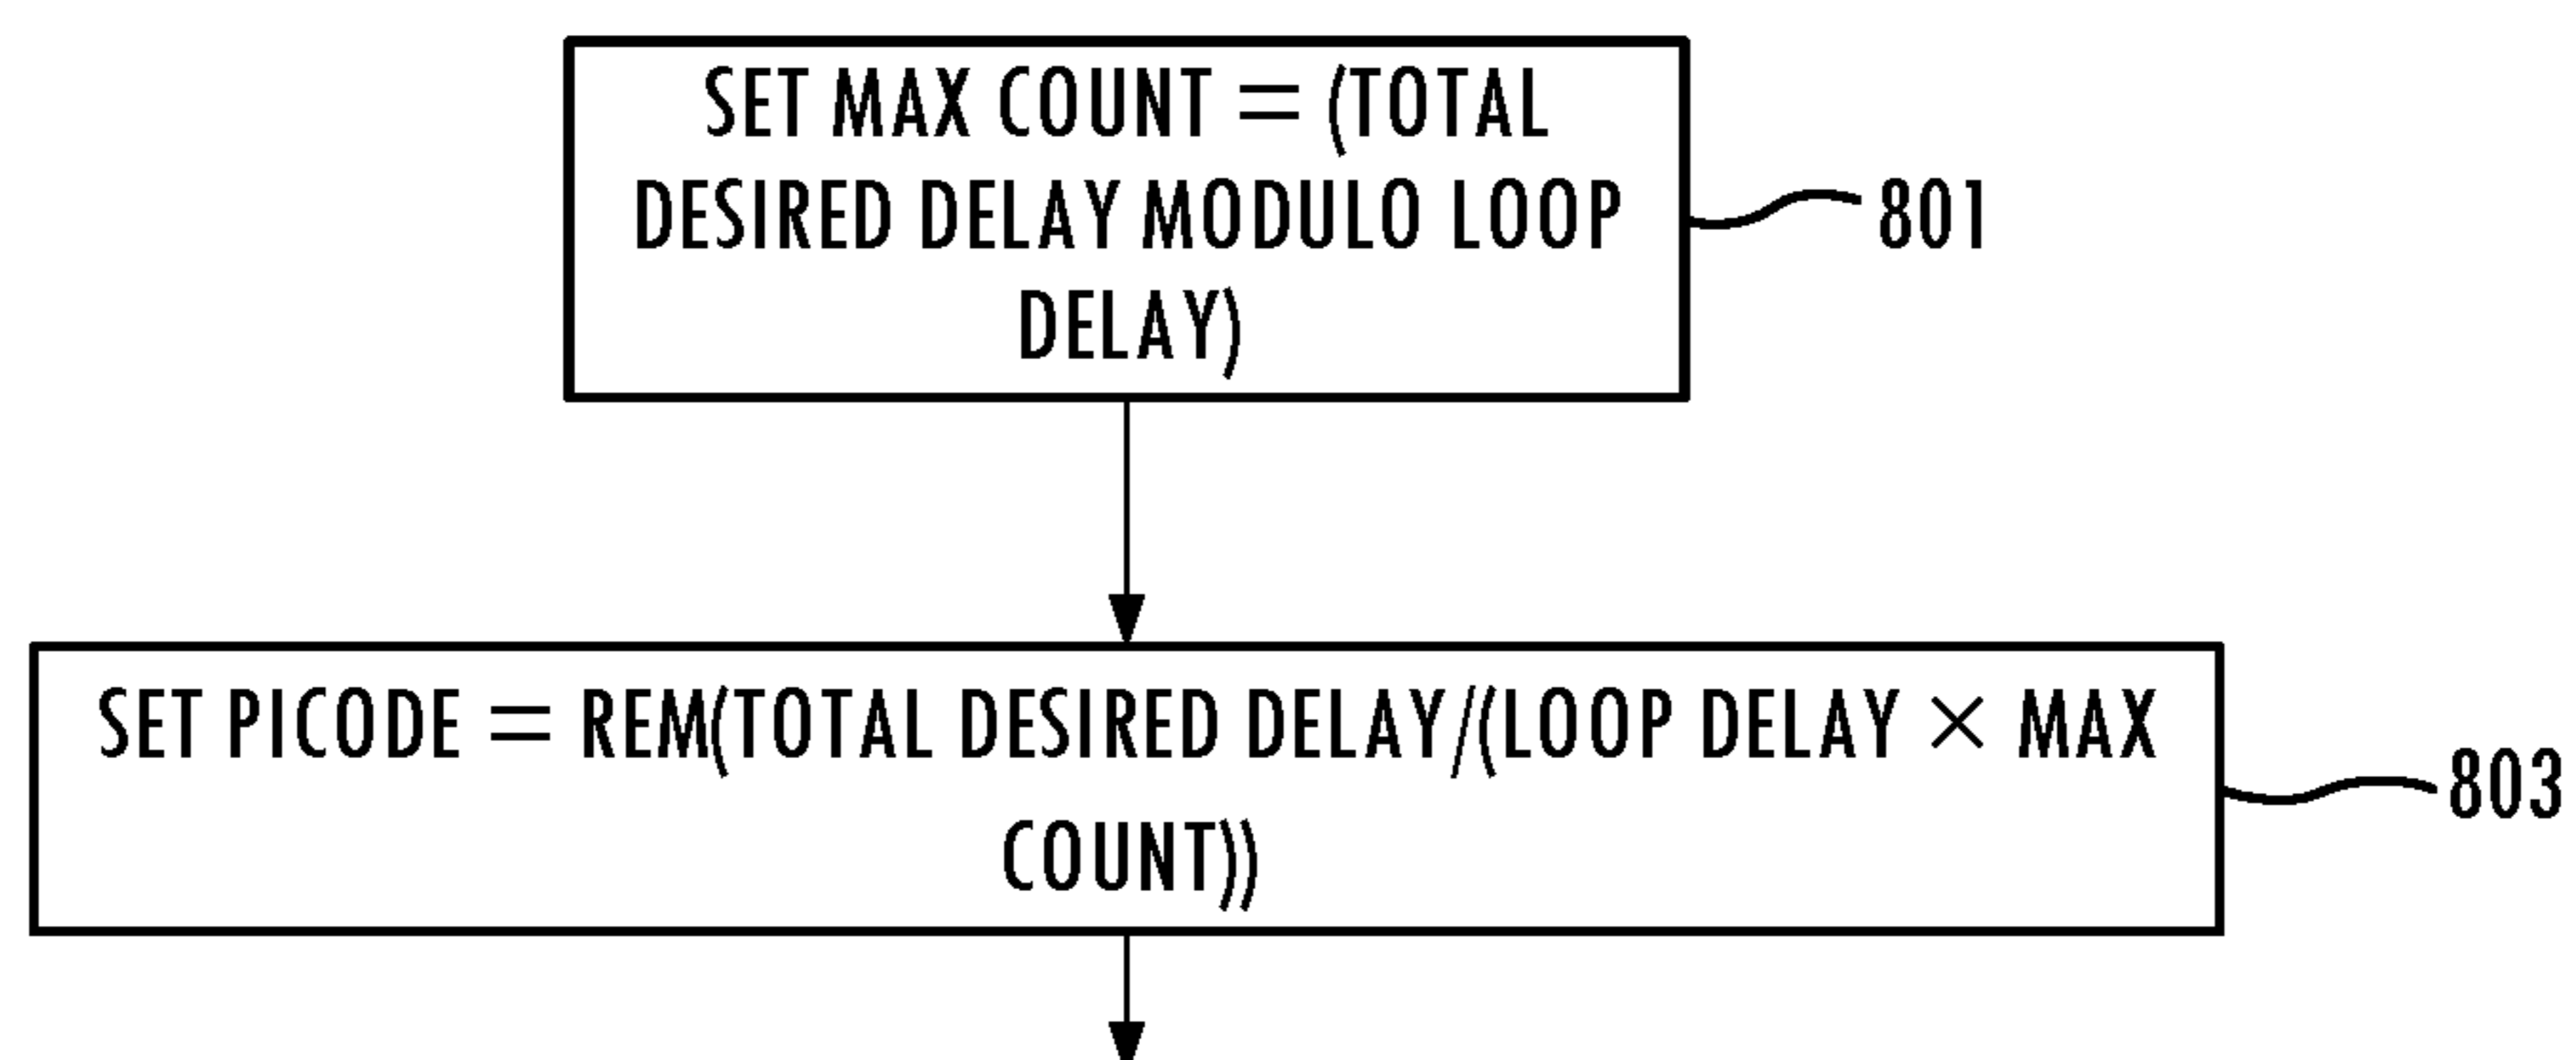 SET MAX COUNT = (TOTAL
DESIRED DELAY MODULO LOOP
DELAY)
801
SET PICODE = REM(TOTAL DESIRED DELAY/(LOOP DELAY × MAX
COUNT))
803